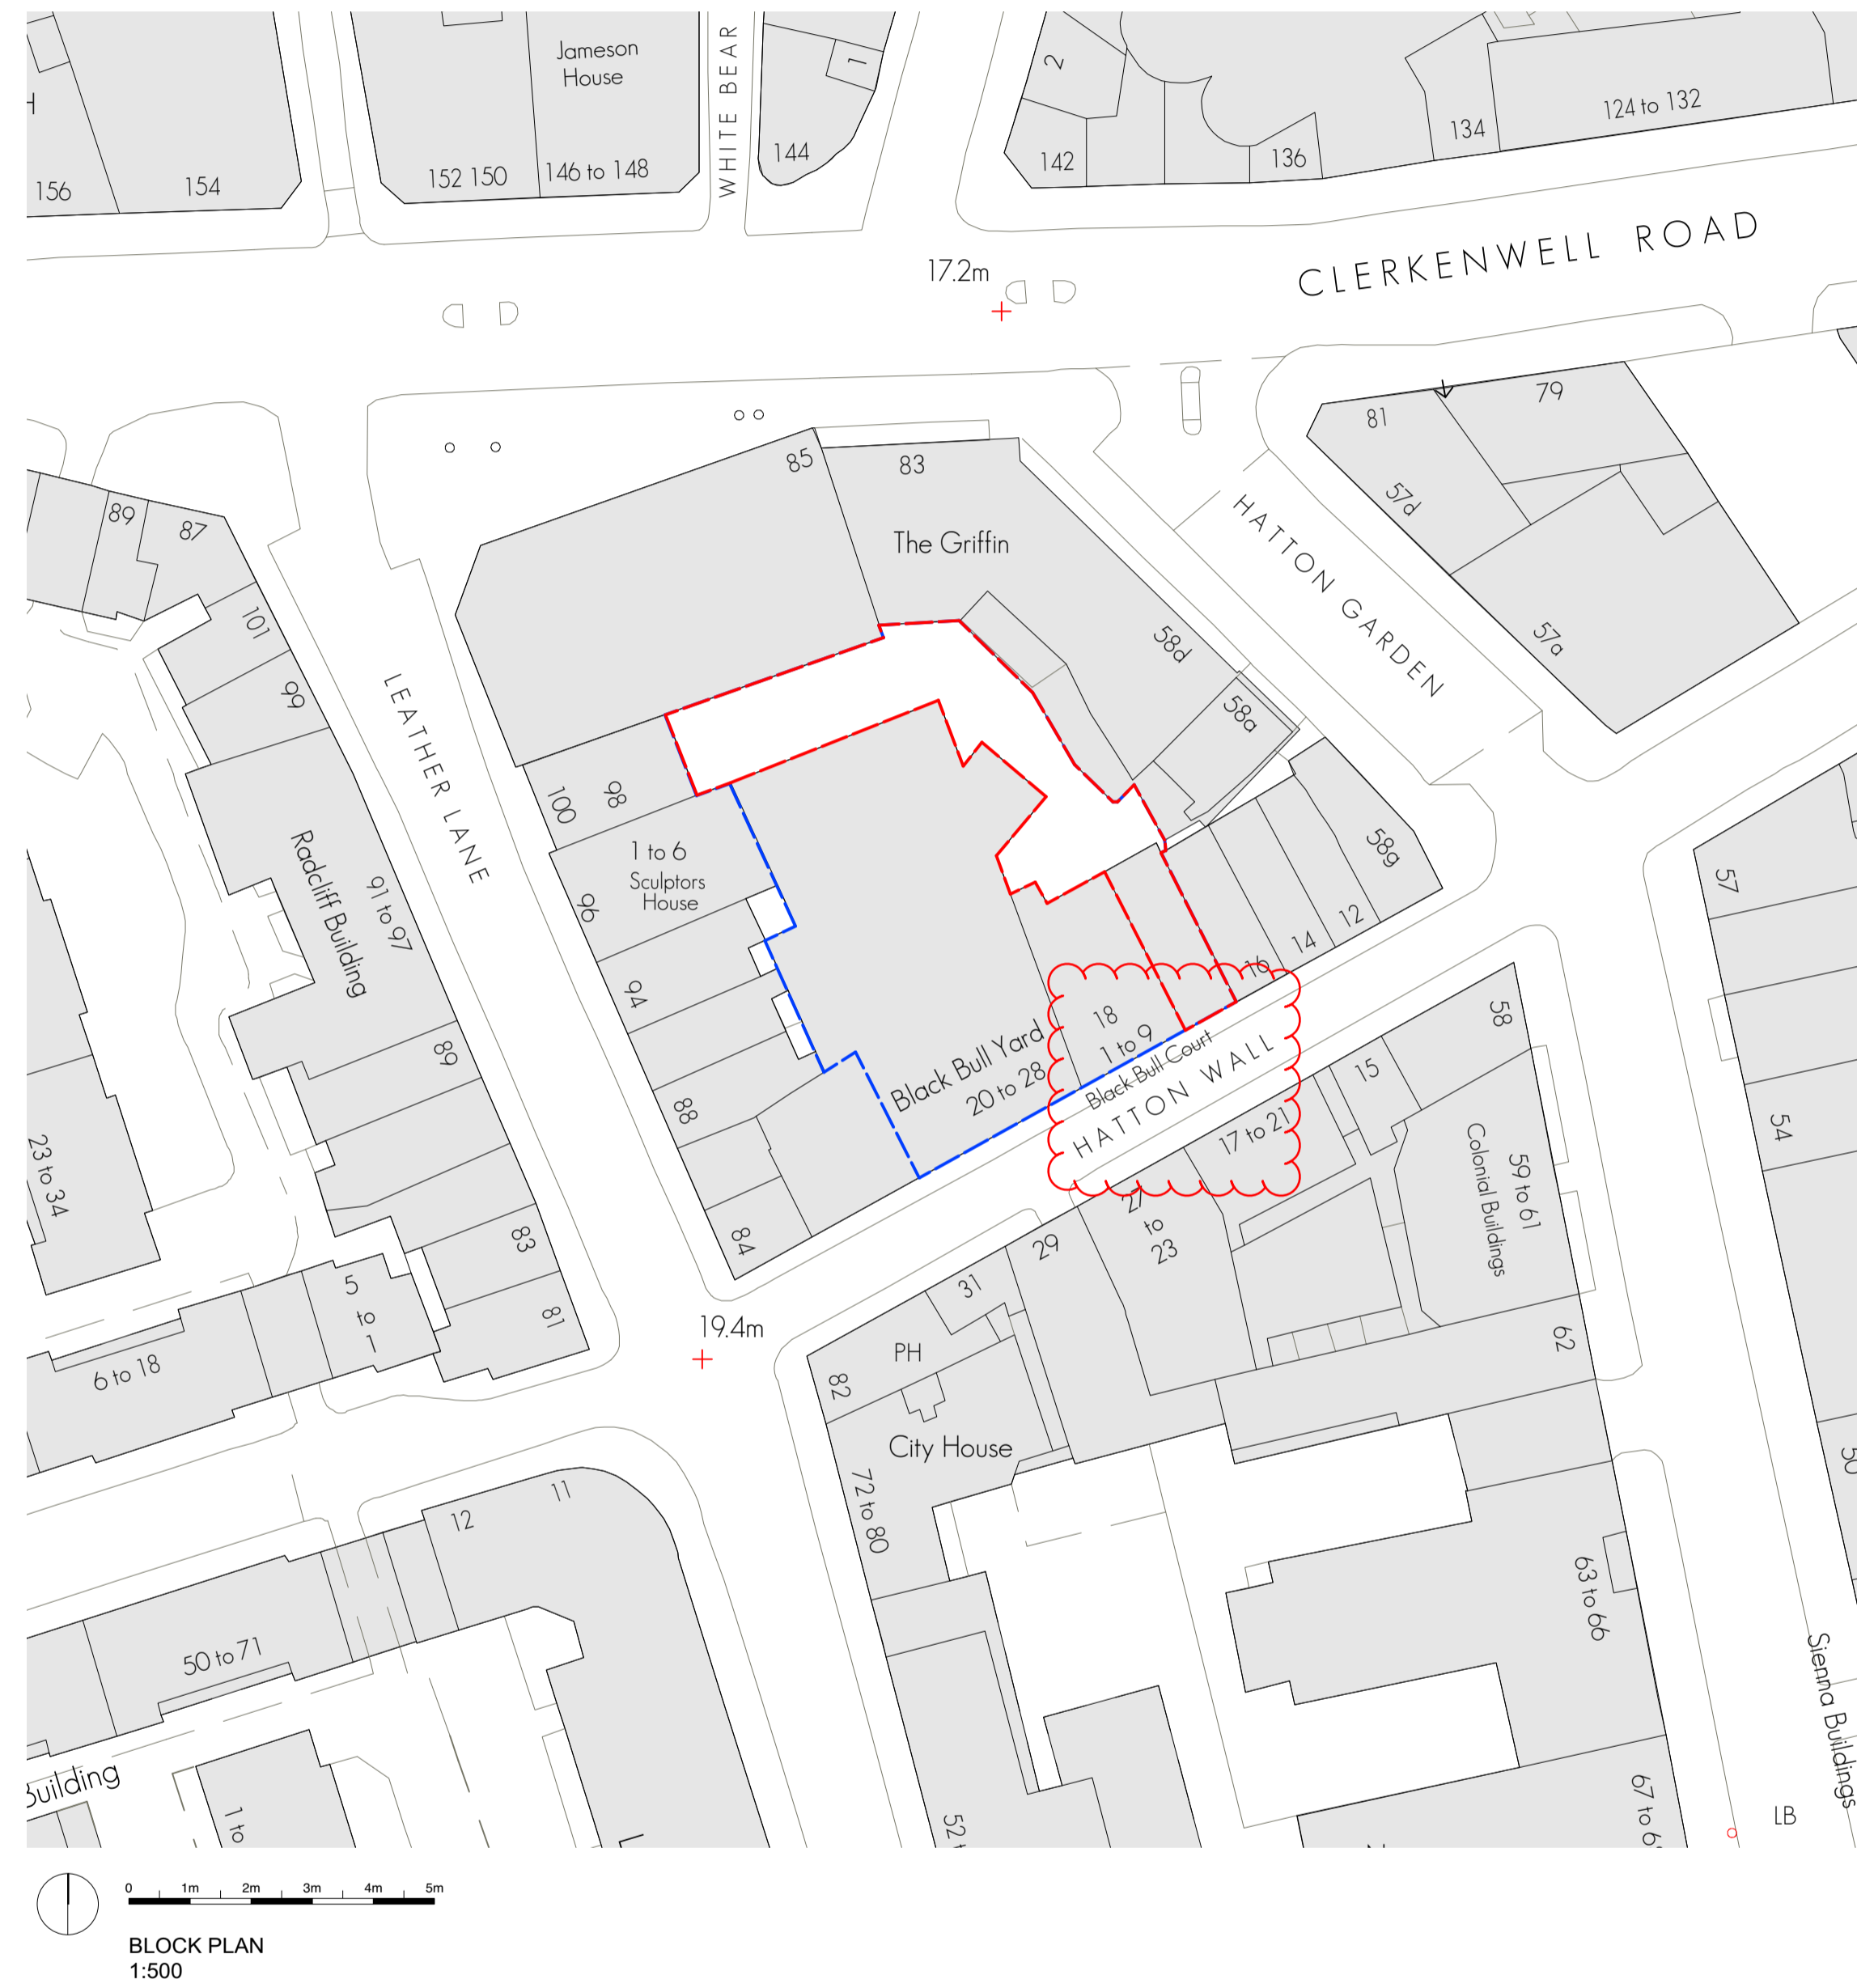 Jameson
House
WHITE BEAR
1
2
156
154
152 150
146 to 148
144
142
136
134
124 to 132
CLERKENWELL ROAD
17.2m
85
83
The Griffin
81
79
57d
57a
HATTON GARDEN
89
87
101
99
LEATHER LANE
58d
58a
58g
100
98
1 to 6
Sculptors
House
96
94
88
84
Radcliff Building
91 to 97
89
83
81
16
14
12
18
1 to 9
Black Bull Court
Black Bull Yard
20 to 28
HATTON WALL
58
15
17 to 21
57
54
59 to 61
Colonial Buildings
27
to
23
29
31
PH
82
City House
72 to 80
62
19.4m
23 to 34
5
to
1
6 to 18
12
11
50 to 71
Building
1 to
52
50
63 to 66
67 to
Sienna Buildings
LB
0 1m 2m 3m 4m 5m
BLOCK PLAN
1:500